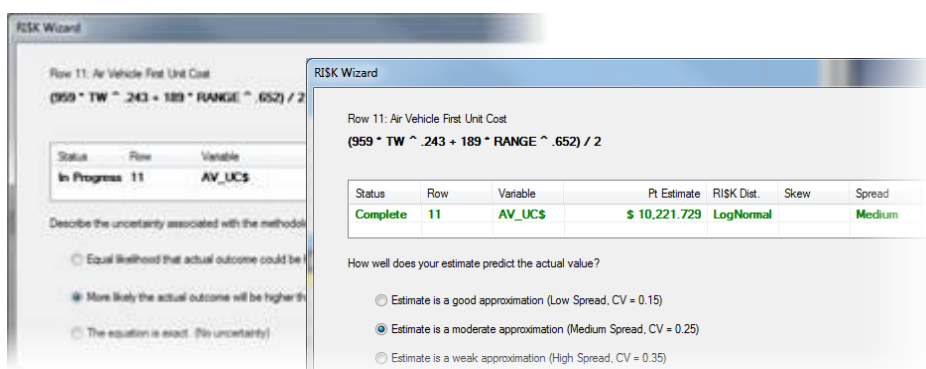 RI$K Wizard
Row 11: Air Vehicle First Unit Cost
(959 * TW ^ .243 + 189 * RANGE ^ .652) / 2
Status Row Variable
In Progress 11 AV_UC$
Describe the uncertainty associated with the
Equal likelihood that actual outcome could be
More likely the actual outcome will be higher
The equation is exact. (No uncertainty)
RI$K Wizard
Row 11: Air Vehicle First Unit Cost
(959 * TW ^ .243 + 189 * RANGE ^ .652) / 2
Status Row Variable Pt Estimate RI$K Dist. Skew Spread
Complete 11 AV_UC$ $ 10,221.729 LogNormal Medium
How well does your estimate predict the actual value?
Estimate is a good approximation (Low Spread, CV = 0.15)
Estimate is a moderate approximation (Medium Spread, CV = 0.25)
Estimate is a weak approximation (High Spread, CV = 0.35)